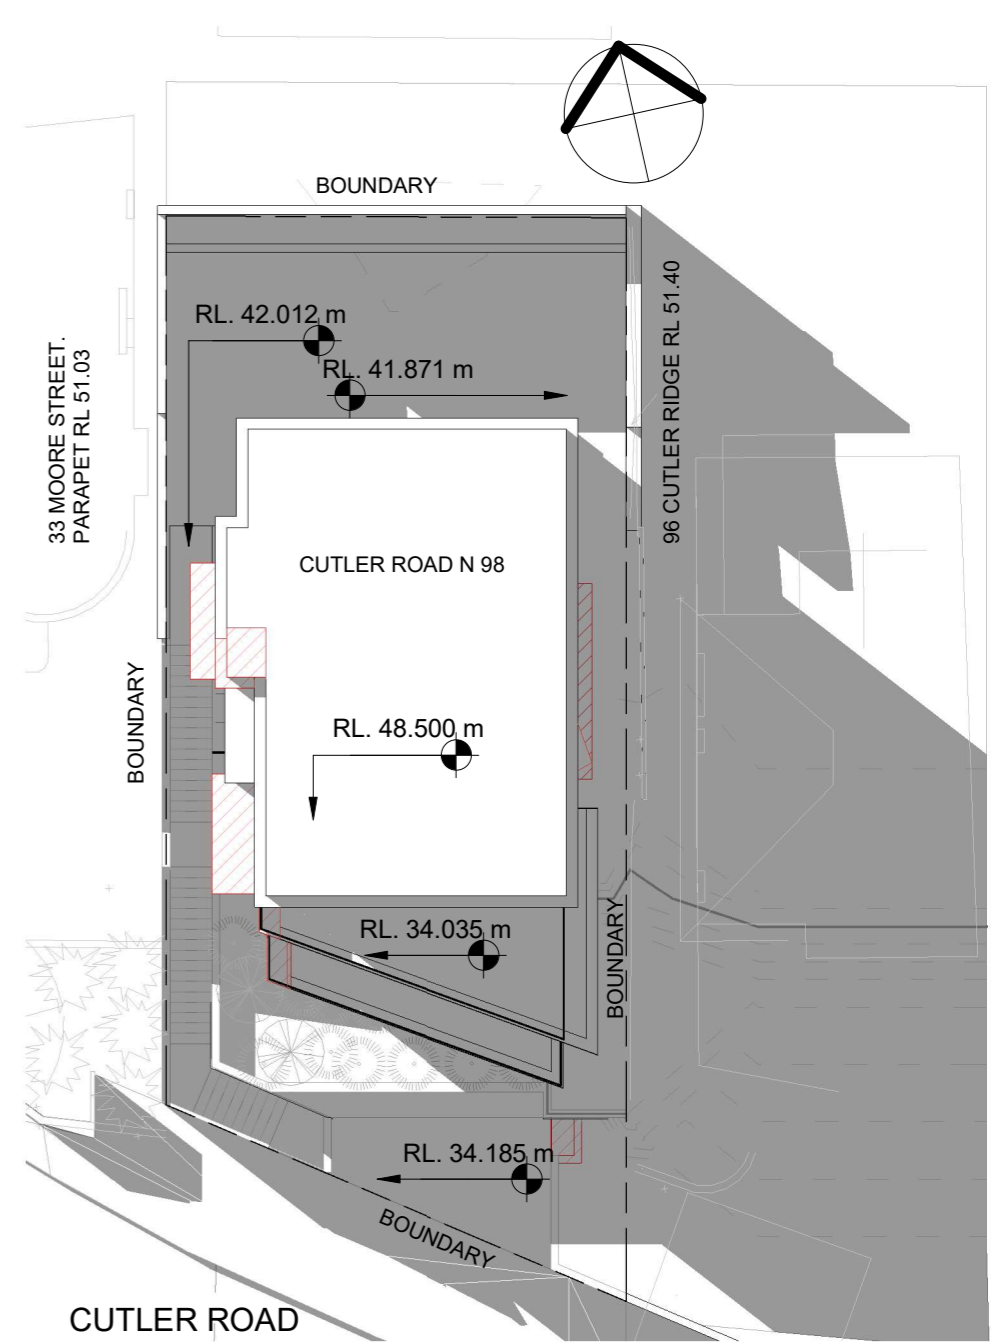 BOUNDARY
RL. 42.012 m
RL. 41.871 m
33 MOORE STREET.
PARAPET RL 51.03
96 CUTLER RIDGE RL 51.40
CUTLER ROAD N 98
BOUNDARY
RL. 48.500 m
RL. 34.035 m
BOUNDARY
RL. 34.185 m
BOUNDARY
CUTLER ROAD